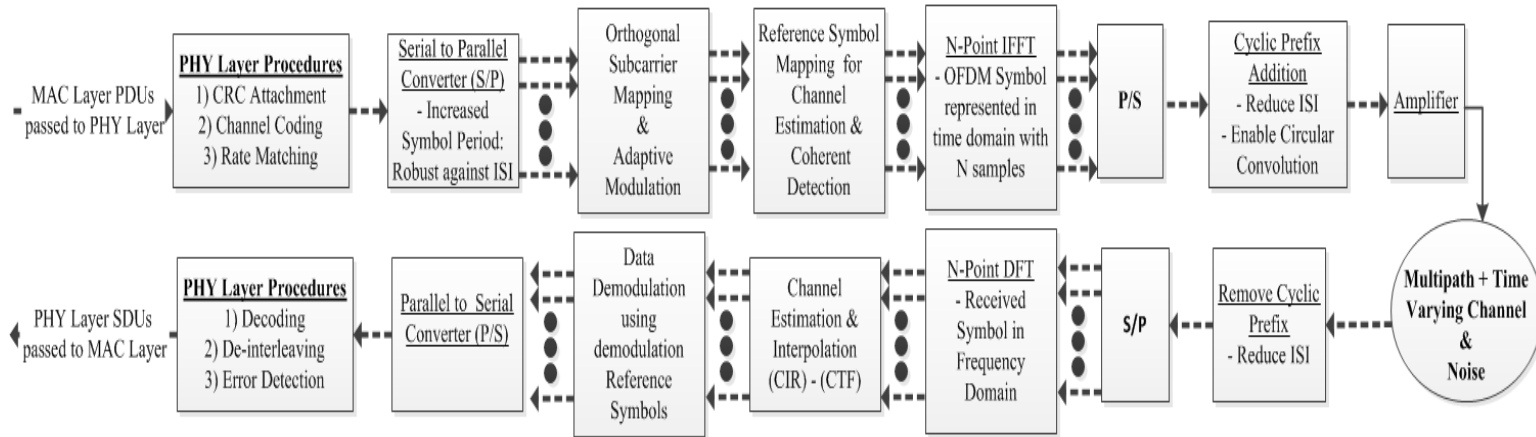 MAC Layer PDUs
passed to PHY Layer
PHY Layer Procedures
1) CRC Attachment
2) Channel Coding
3) Rate Matching
Serial to Parallel
Converter (S/P)
- Increased
Symbol Period:
Robust against ISI
Orthogonal
Subcarrier
Mapping
&
Adaptive
Modulation
Reference Symbol
Mapping for
Channel
Estimation &
Coherent
Detection
N-Point IFFT
- OFDM Symbol
represented in
time domain with
N samples
P/S
Cyclic Prefix
Addition
- Reduce ISI
- Enable Circular
Convolution
Amplifier
Multipath + Time
Varying Channel
&
Noise
Remove Cyclic
Prefix
- Reduce ISI
S/P
N-Point DFT
- Received
Symbol in
Frequency
Domain
Channel
Estimation &
Interpolation
(CIR) - (CTF)
Data
Demodulation
using
demodulation
Reference
Symbols
Parallel to Serial
Converter (P/S)
PHY Layer Procedures
1) Decoding
2) De-interleaving
3) Error Detection
PHY Layer SDUs
passed to MAC Layer